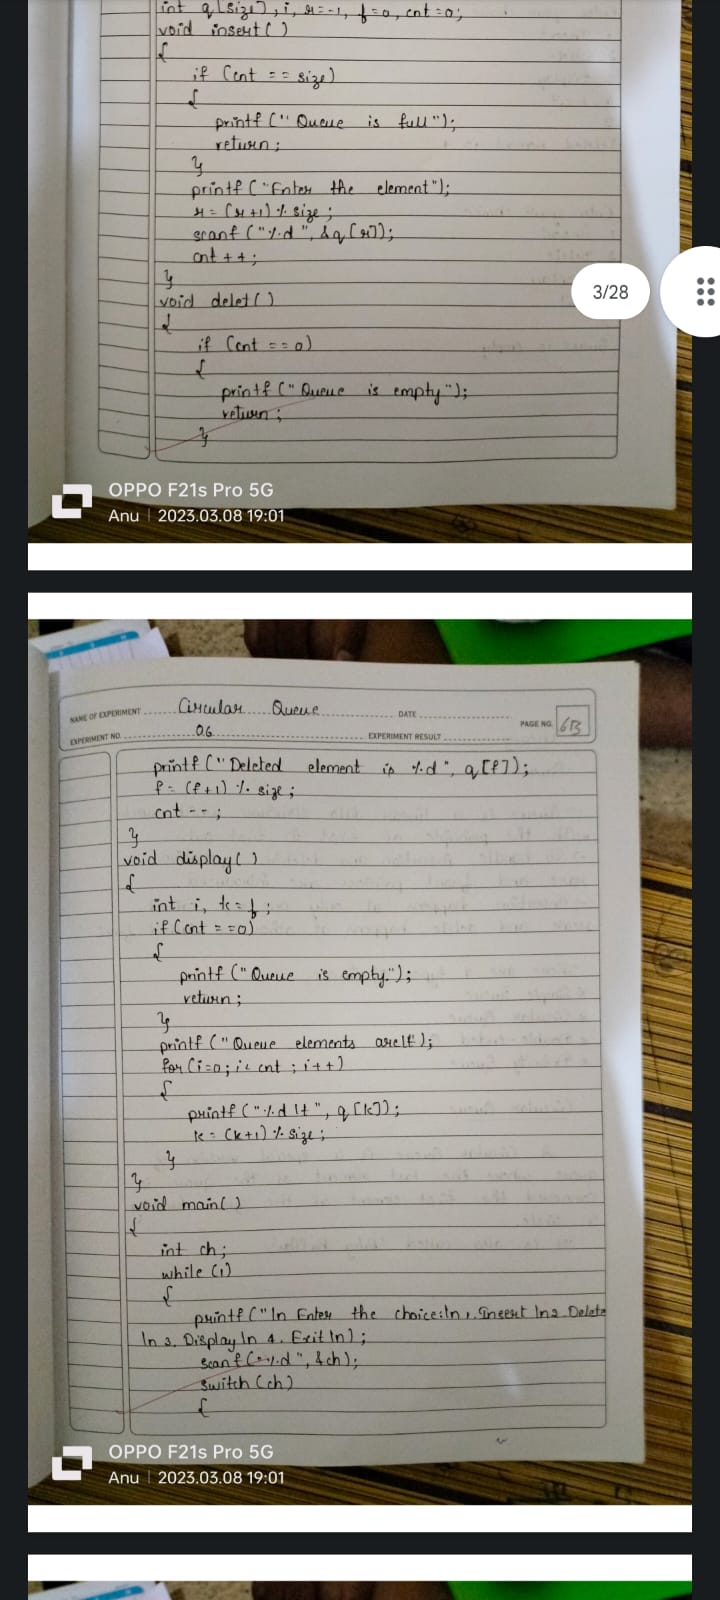 int q[size], i, r=-1, f=0, cnt=0;
void insert()
{
if (cnt == size)
{
printf ("Queue is full");
return;
}
printf ("Enter the element");
r = (r+1) % size;
scanf ("%d", &q[r]);
cnt ++;
}
void delet()
{
if (cnt == 0)
{
printf ("Queue is empty");
return;
}
3/28
OPPO F21s Pro 5G
Anu | 2023.03.08 19:01
NAME OF EXPERIMENT Circular Queue DATE
EXPERIMENT NO. 06 EXPERIMENT RESULT PAGE NO. 6B
printf ("Deleted element is %d", q[f]);
f = (f+1) % size;
cnt --;
}
void display()
{
int i, k=f;
if (cnt ==0)
{
printf ("Queue is empty.");
return;
}
printf ("Queue elements are\t");
for (i=0; i< cnt ; i++)
{
printf ("%d \t", q[k]);
k = (k+1) % size;
}
}
void main()
{
int ch;
while (1)
{
printf ("\n Enter the choice:\n 1. Insert \n2. Delete
\n 3. Display \n 4. Exit \n);
scanf ("%d", &ch);
switch (ch)
{
OPPO F21s Pro 5G
Anu | 2023.03.08 19:01